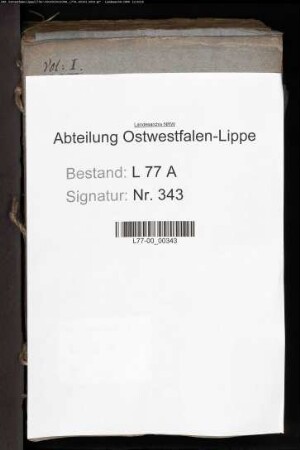 Vol: I.
Landesarchiv NRW
Abteilung Ostwestfalen-Lippe
Bestand: L 77 A
Signatur: Nr. 343
L77-00_00343